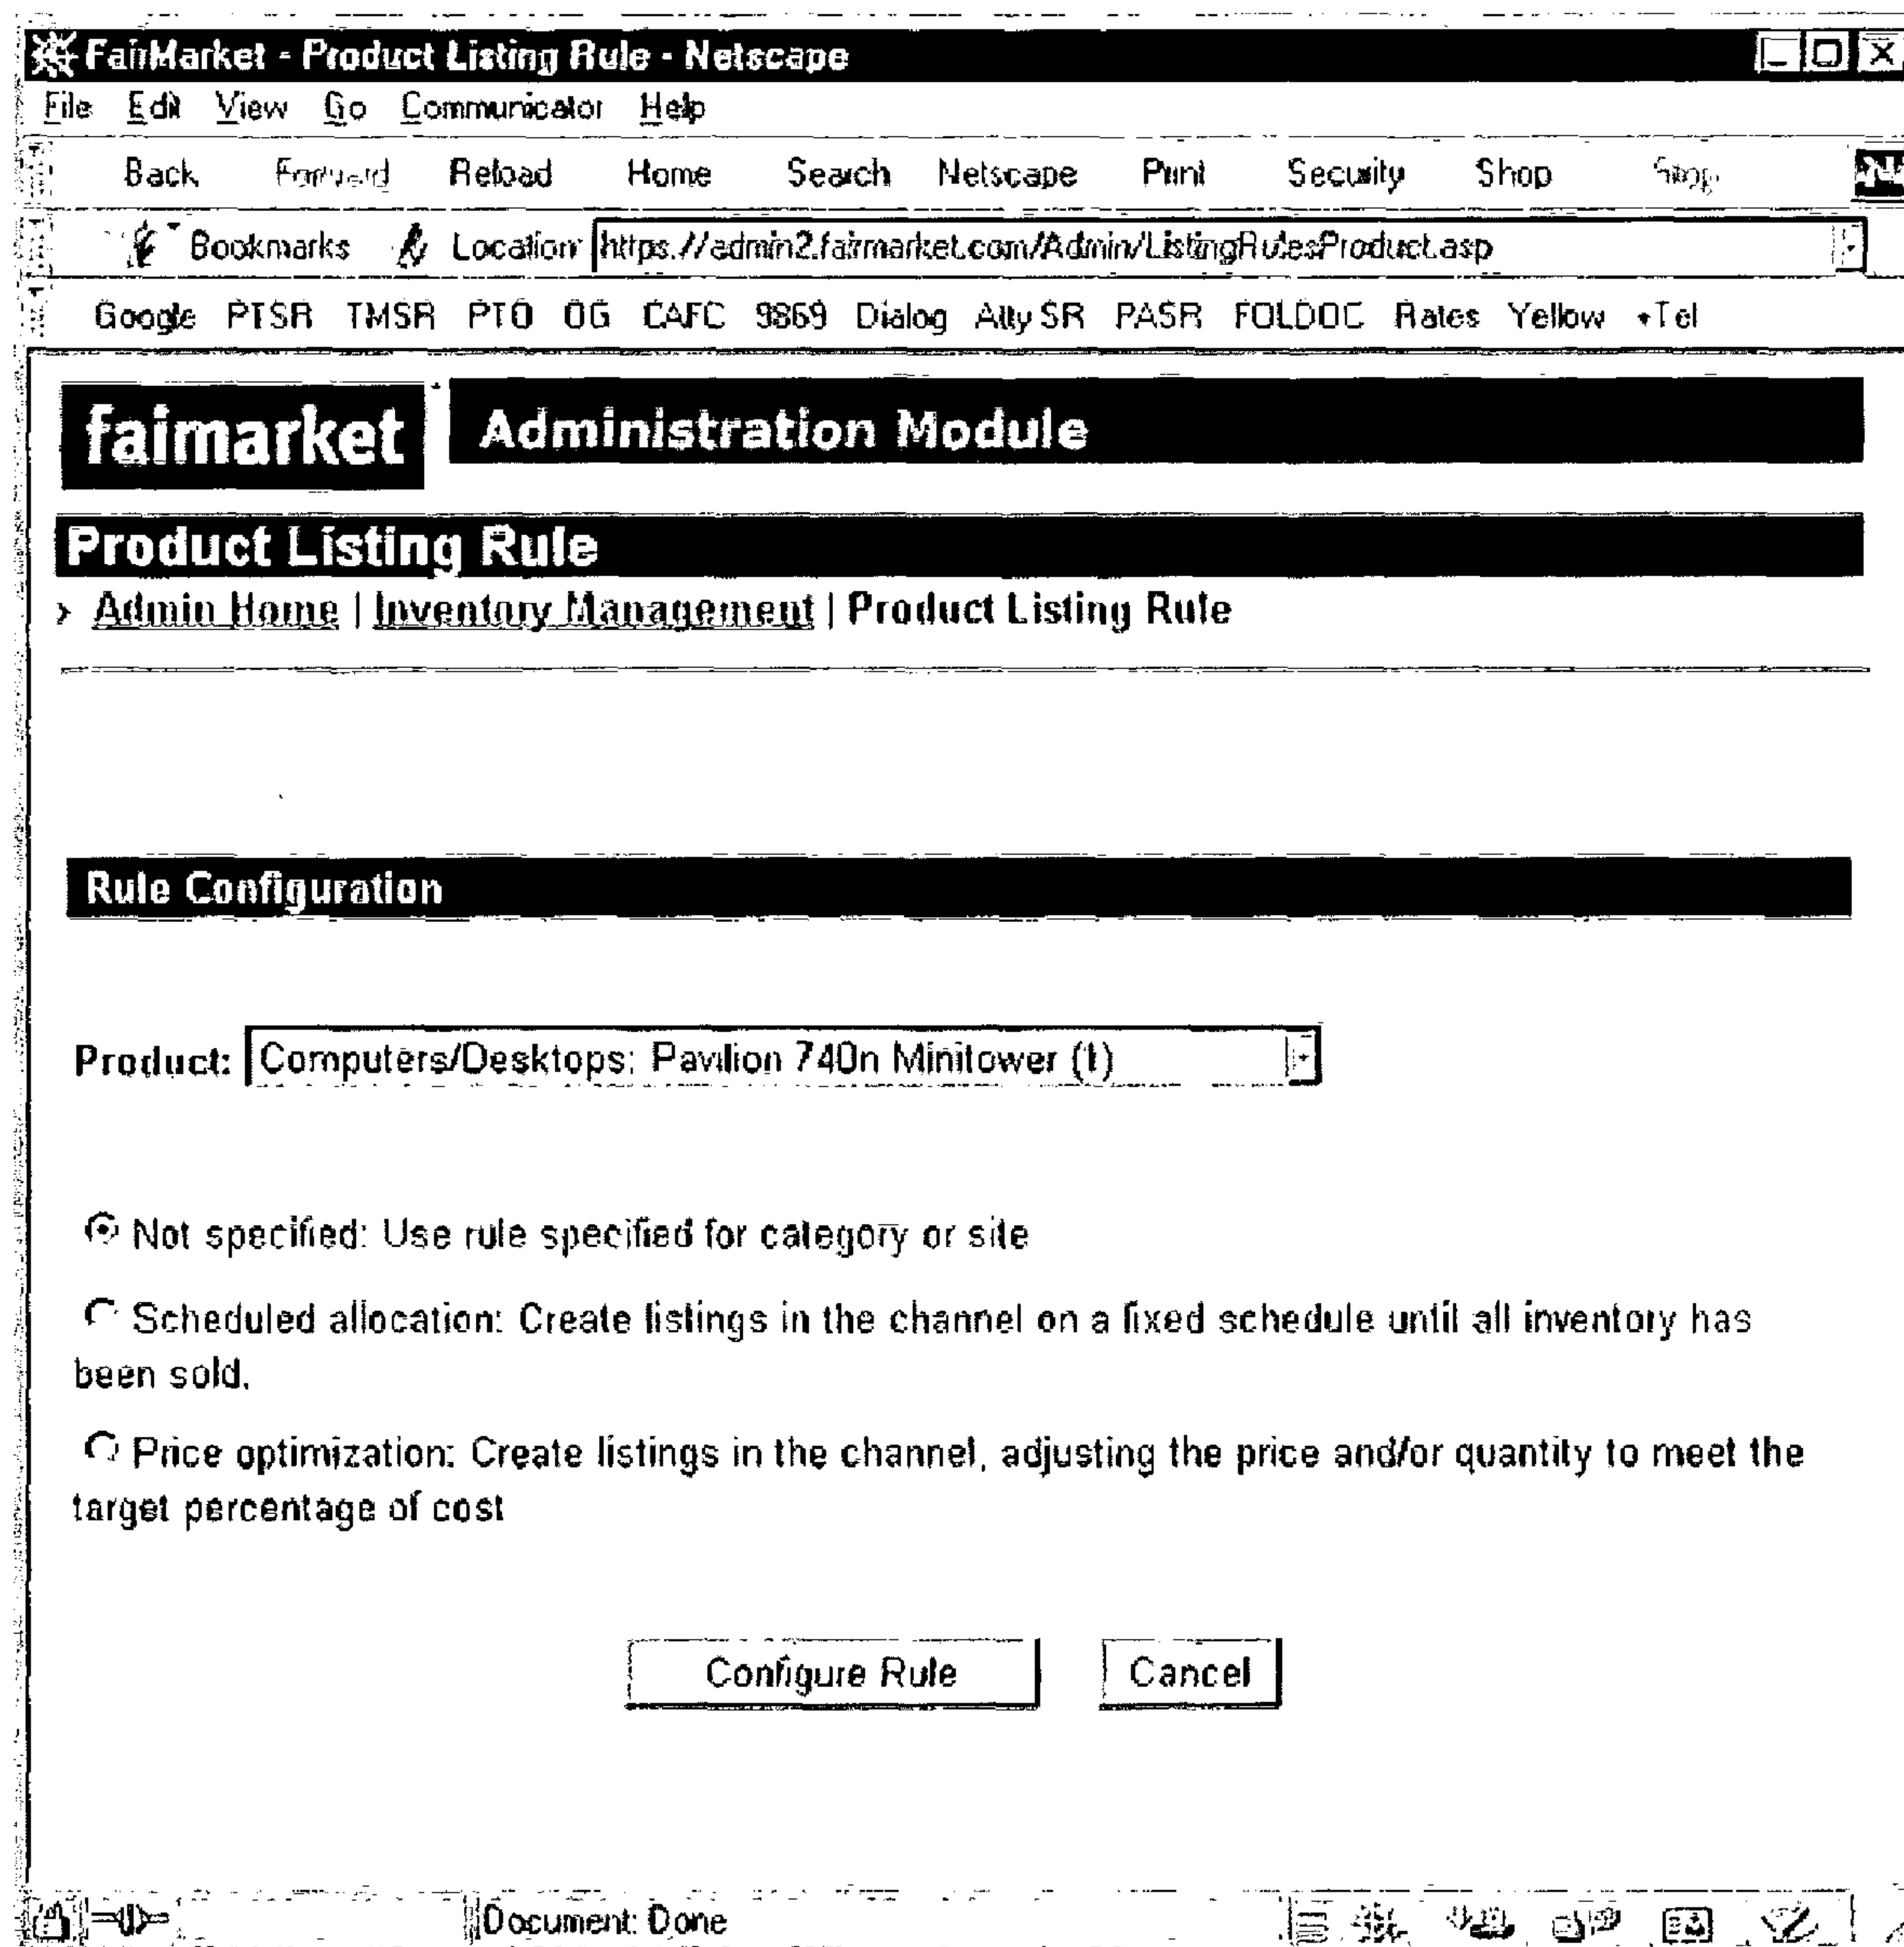 FairMarket - Product Listing Rule - Netscape
File Edit View Go Communicator Help
Back Forward Reload Home Search Netscape Print Security Shop Stop
Bookmarks Location: https://admin2.fairmarket.com/Admin/ListingRulesProduct.asp
Google PTSR TMSR PTO OG CAFC 9869 Dialog Ally SR PASR FOLDOC Rates Yellow +Tel
fairmarket Administration Module
Product Listing Rule
> Admin Home | Inventory Management | Product Listing Rule
Rule Configuration
Product: Computers/Desktops: Pavilion 740n Minitower (1)
Not specified: Use rule specified for category or site
Scheduled allocation: Create listings in the channel on a fixed schedule until all inventory has
been sold.
Price optimization: Create listings in the channel, adjusting the price and/or quantity to meet the
target percentage of cost
Configure Rule Cancel
Document: Done